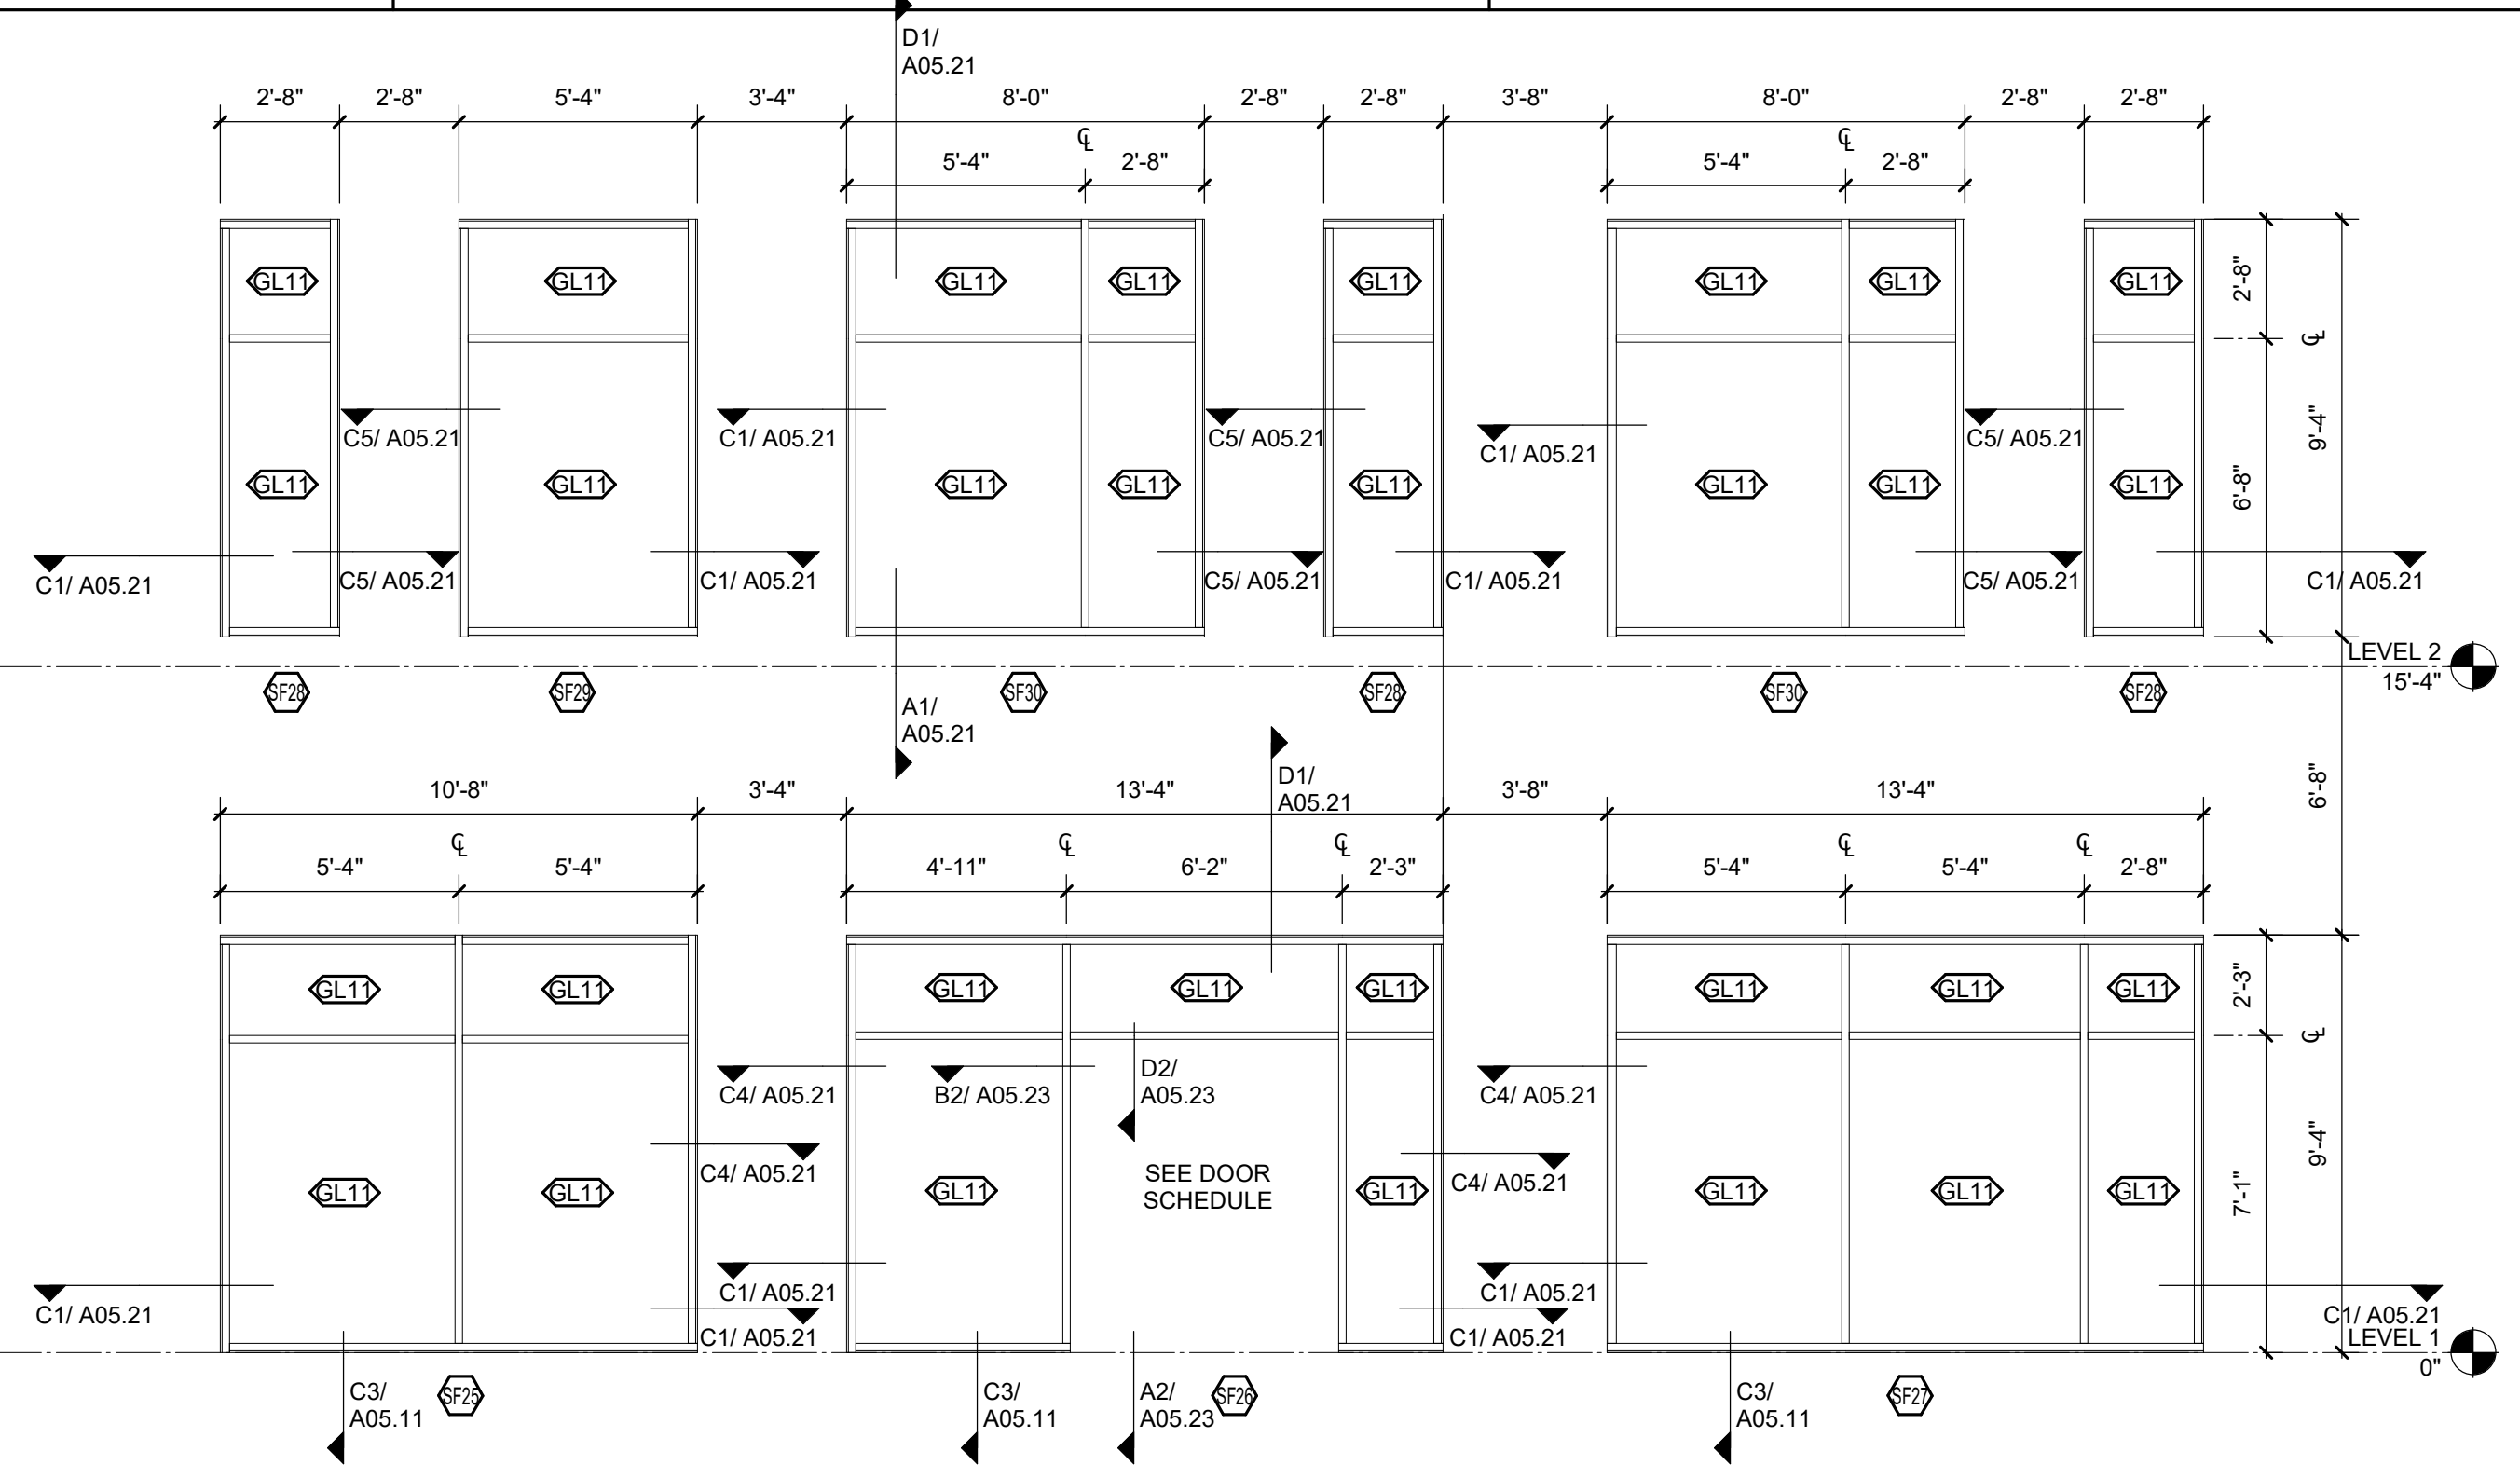 D1/
A05.21
2'-8" 2'-8" 5'-4" 3'-4" 8'-0" 2'-8" 2'-8" 3'-8" 8'-0" 2'-8" 2'-8"
℄ ℄
5'-4" 2'-8" 5'-4" 2'-8"
GL11 GL11 GL11 GL11 GL11 GL11 GL11 GL11
2'-8"
℄
C5/ A05.21 C1/ A05.21 C5/ A05.21 C1/ A05.21 C5/ A05.21
9'-4"
GL11 GL11 GL11 GL11 GL11 GL11 GL11 GL11
6'-8"
C1/ A05.21 C5/ A05.21 C1/ A05.21 C5/ A05.21 C1/ A05.21 C5/ A05.21 C1/ A05.21
LEVEL 2
15'-4"
SF28 SF29 SF30 SF28 SF30 SF28
A1/
A05.21
D1/
A05.21
6'-8"
10'-8" 3'-4" 13'-4" 3'-8" 13'-4"
℄ ℄ ℄ ℄ ℄
5'-4" 5'-4" 4'-11" 6'-2" 2'-3" 5'-4" 5'-4" 2'-8"
GL11 GL11 GL11 GL11 GL11 GL11 GL11 GL11
2'-3"
℄
C4/ A05.21 B2/ A05.23 C4/ A05.21
D2/
A05.23
9'-4"
C4/ A05.21 C4/ A05.21
SEE DOOR
SCHEDULE
GL11 GL11 GL11 GL11 GL11 GL11 GL11
7'-1"
C1/ A05.21 C1/ A05.21 C1/ A05.21 C1/ A05.21
C1/ A05.21 C1/ A05.21
LEVEL 1
0"
C3/
A05.11
SF25
C3/
A05.11
A2/
A05.23
SF26
C3/
A05.11
SF27